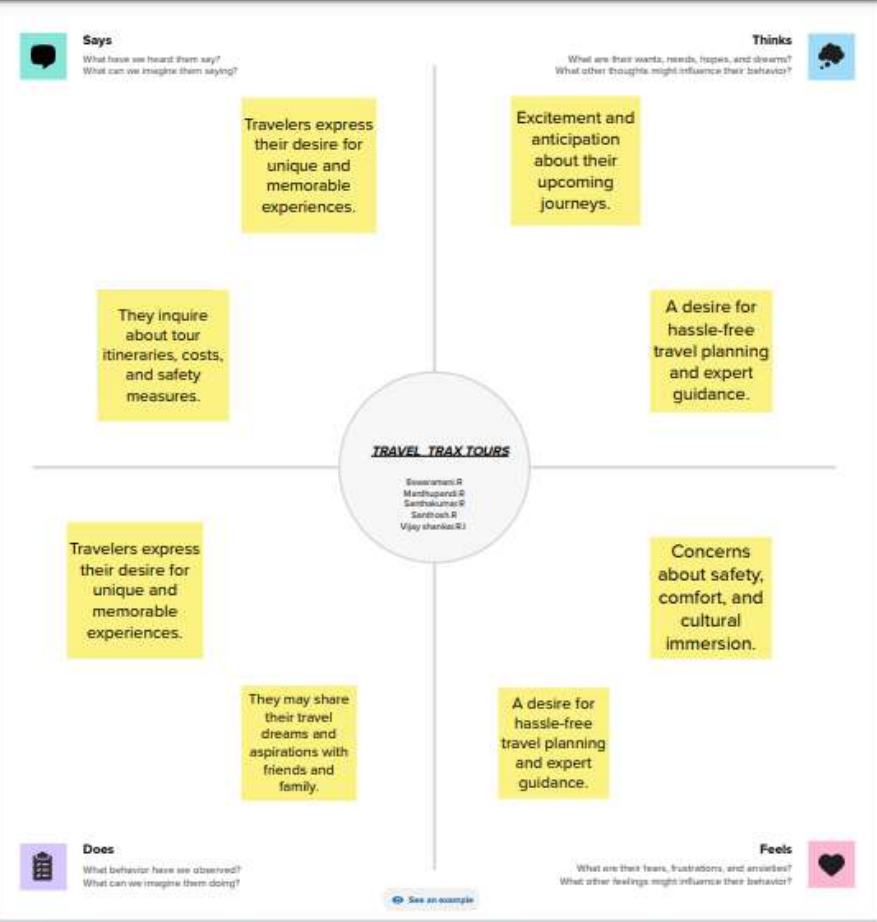 Says
What have we heard them say?
What can we imagine them saying?
Thinks
What are their wants, needs, hopes, and dreams?
What other thoughts might influence their behavior?
Travelers express
their desire for
unique and
memorable
experiences.
Excitement and
anticipation
about their
upcoming
journeys.
They inquire
about tour
itineraries, costs,
and safety
measures.
A desire for
hassle-free
travel planning
and expert
guidance.
TRAVEL TRAX TOURS
Santhosh.R
Travelers express
their desire for
unique and
memorable
experiences.
Concerns
about safety,
comfort, and
cultural
immersion.
They may share
their travel
dreams and
aspirations with
friends and
family.
A desire for
hassle-free
travel planning
and expert
guidance.
Does
What behavior have we observed?
What can we imagine them doing?
Feels
What are their fears, frustrations, and anxieties?
What other feelings might influence their behavior?
See an example